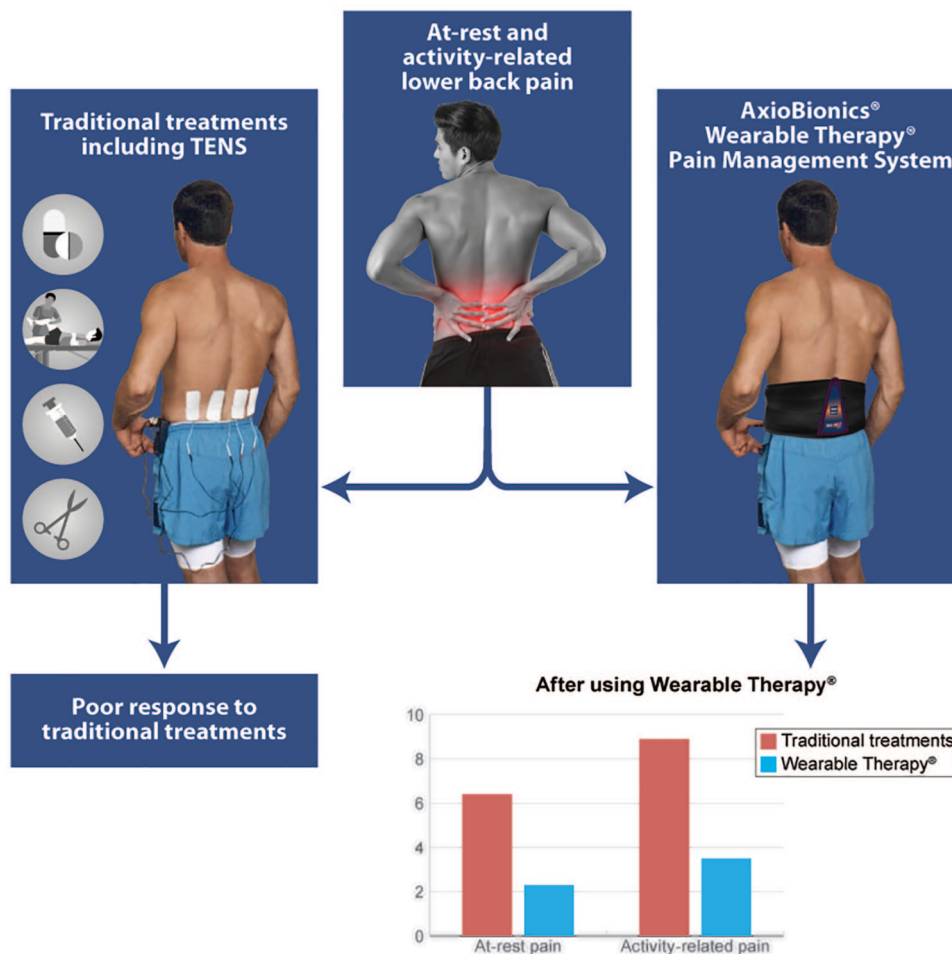 At-rest and
activity-related
lower back pain
Traditional treatments
including TENS
AxioBionics®
Wearable Therapy®
Pain Management System
Poor response to
traditional treatments
After using Wearable Therapy®
10
8
6
4
2
0
Traditional treatments
Wearable Therapy®
At-rest pain
Activity-related pain